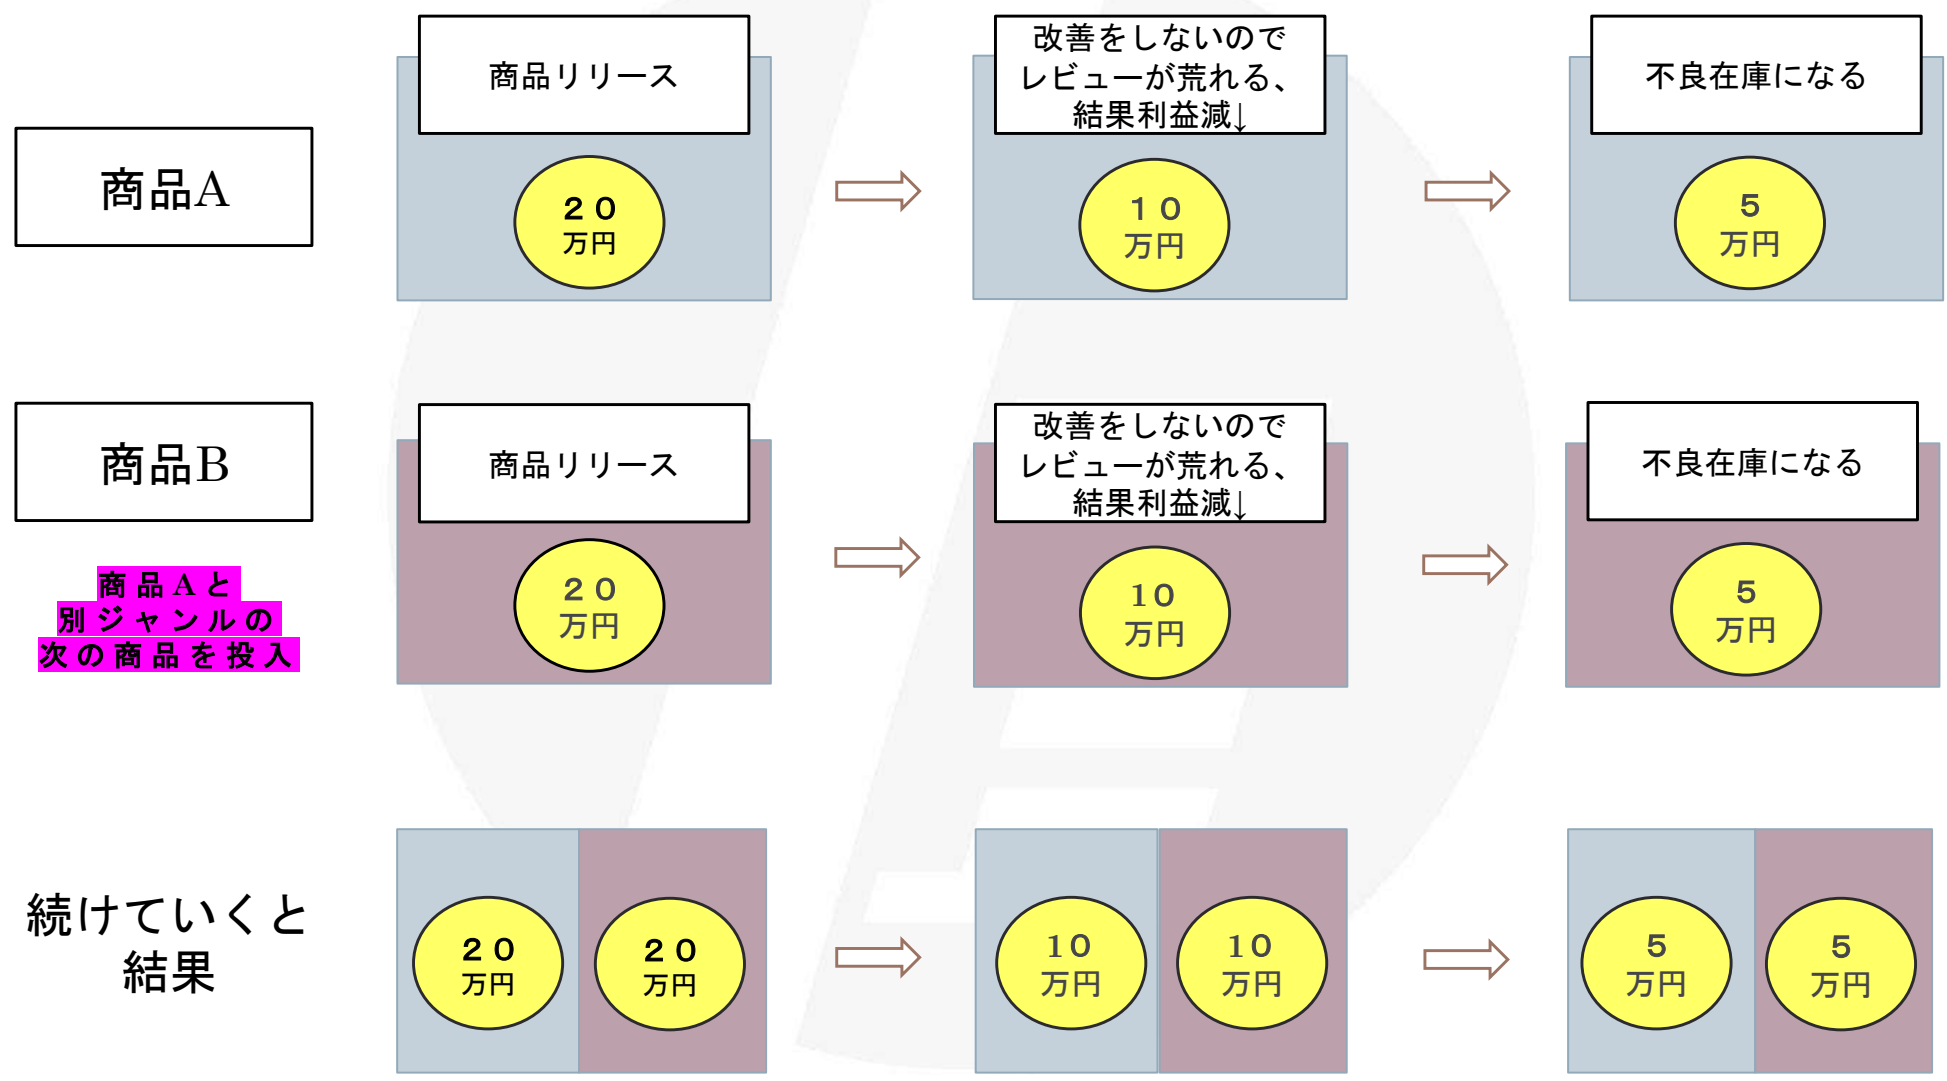 商品A
商品リリース
２０
万円
改善をしないので
レビューが荒れる、
結果利益減↓
１０
万円
不良在庫になる
５
万円
商品B
商品Aと
別ジャンルの
次の商品を投入
商品リリース
２０
万円
改善をしないので
レビューが荒れる、
結果利益減↓
10
万円
不良在庫になる
５
万円
続けていくと
結果
２０
万円
２０
万円
10
万円
10
万円
５
万円
５
万円